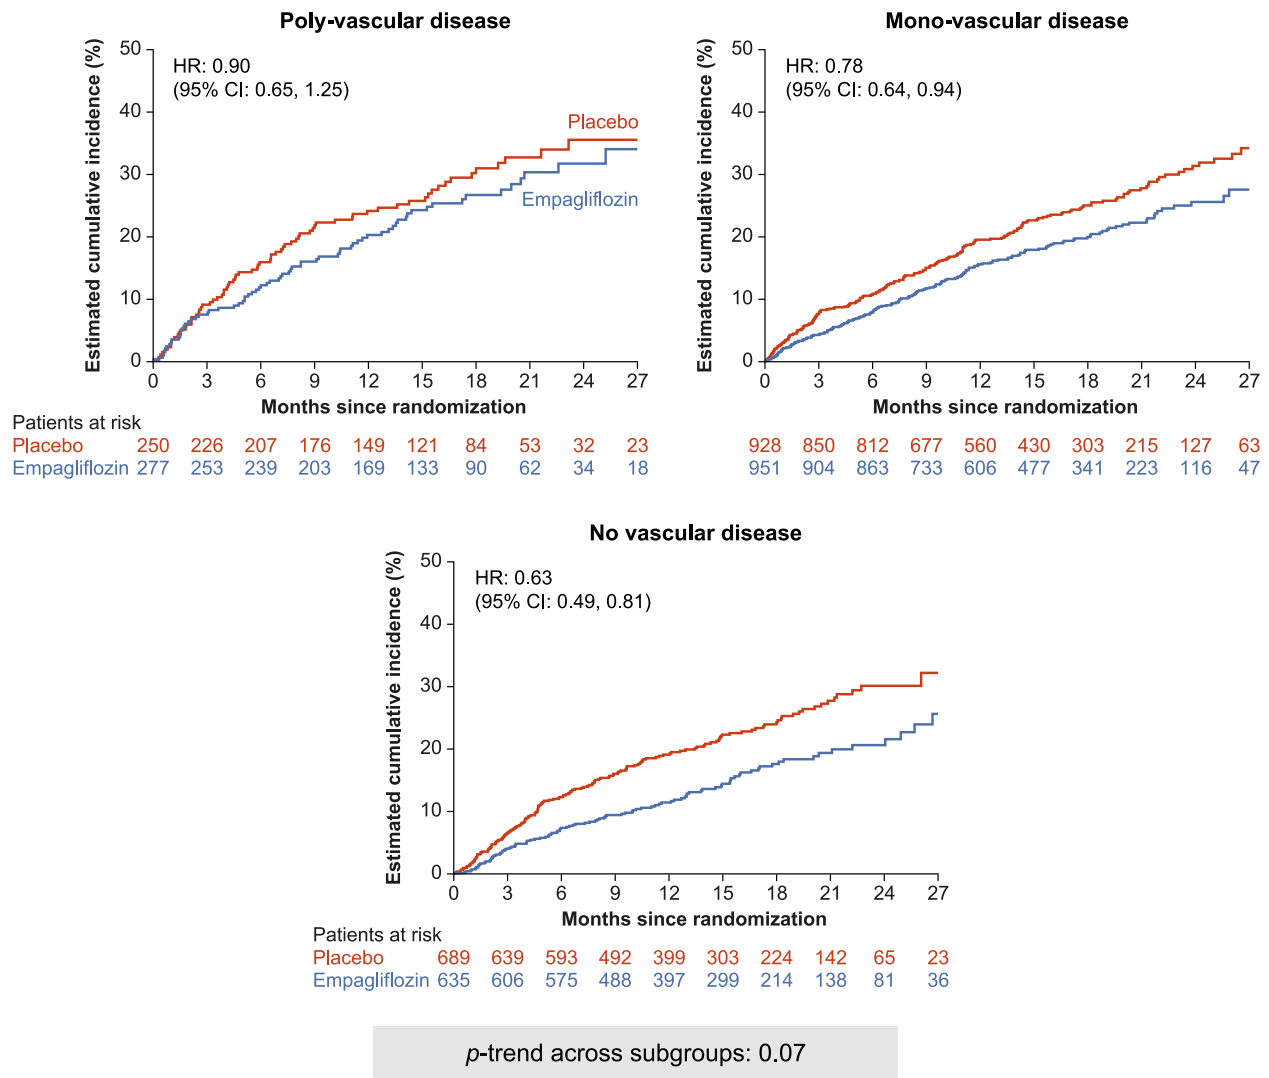 Poly-vascular disease
Estimated cumulative incidence (%)
50
40
30
20
10
0
HR: 0.90
(95% CI: 0.65, 1.25)
Placebo
Empagliflozin
0 3 6 9 12 15 18 21 24 27
Months since randomization
Patients at risk
Placebo 250 226 207 176 149 121 84 53 32 23
Empagliflozin 277 253 239 203 169 133 90 62 34 18
Mono-vascular disease
Estimated cumulative incidence (%)
50
40
30
20
10
0
HR: 0.78
(95% CI: 0.64, 0.94)
0 3 6 9 12 15 18 21 24 27
Months since randomization
928 850 812 677 560 430 303 215 127 63
951 904 863 733 606 477 341 223 116 47
No vascular disease
Estimated cumulative incidence (%)
50
40
30
20
10
0
HR: 0.63
(95% CI: 0.49, 0.81)
0 3 6 9 12 15 18 21 24 27
Months since randomization
Patients at risk
Placebo 689 639 593 492 399 303 224 142 65 23
Empagliflozin 635 606 575 488 397 299 214 138 81 36
p-trend across subgroups: 0.07